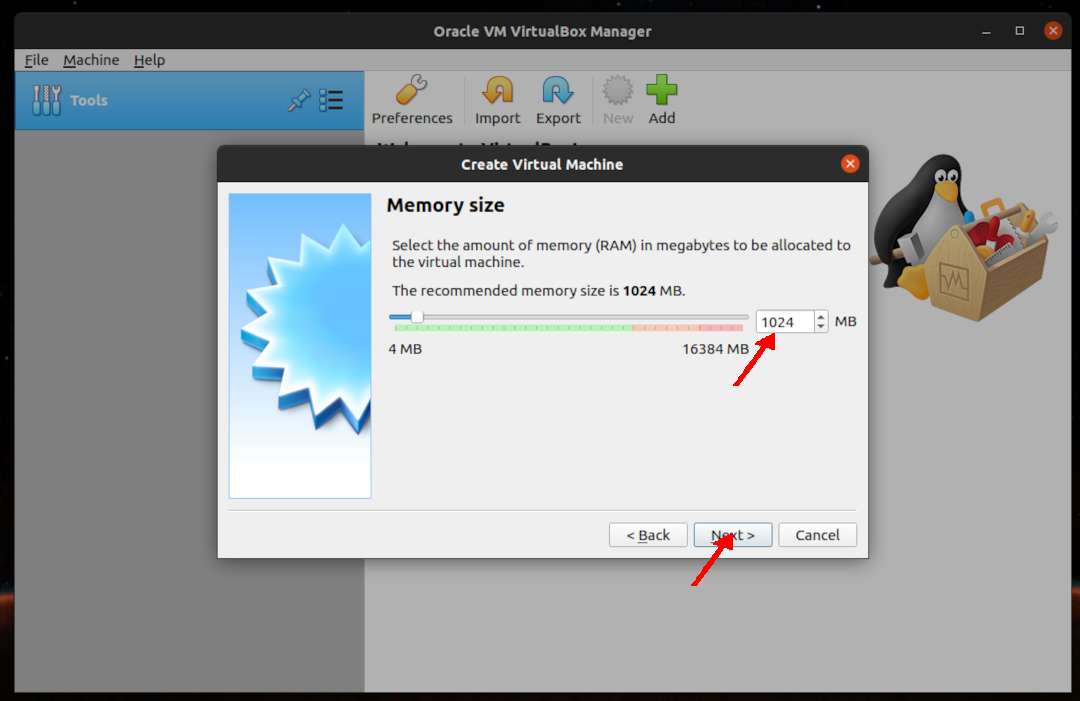 Oracle VM VirtualBox Manager
File Machine Help
Tools
Preferences Import Export New Add
Create Virtual Machine
Memory size
Select the amount of memory (RAM) in megabytes to be allocated to
the virtual machine.
The recommended memory size is 1024 MB.
1024 MB
4 MB 16384 MB
< Back Next > Cancel